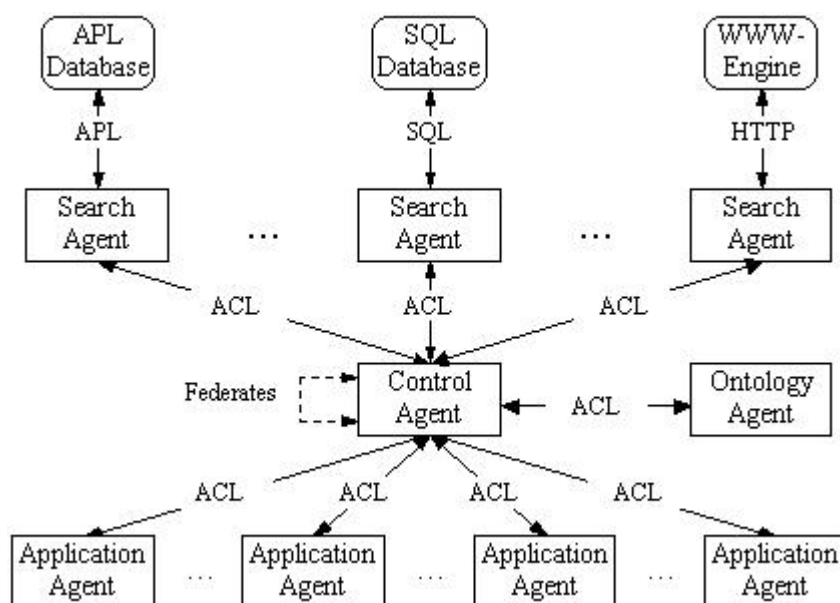 APL
Database
SQL
Database
WWW-
Engine
APL
SQL
HTTP
Search
Agent
...
Search
Agent
...
Search
Agent
ACL
ACL
ACL
Federates
Control
Agent
ACL
Ontology
Agent
ACL
ACL
ACL
ACL
Application
Agent
...
Application
Agent
...
Application
Agent
...
Application
Agent